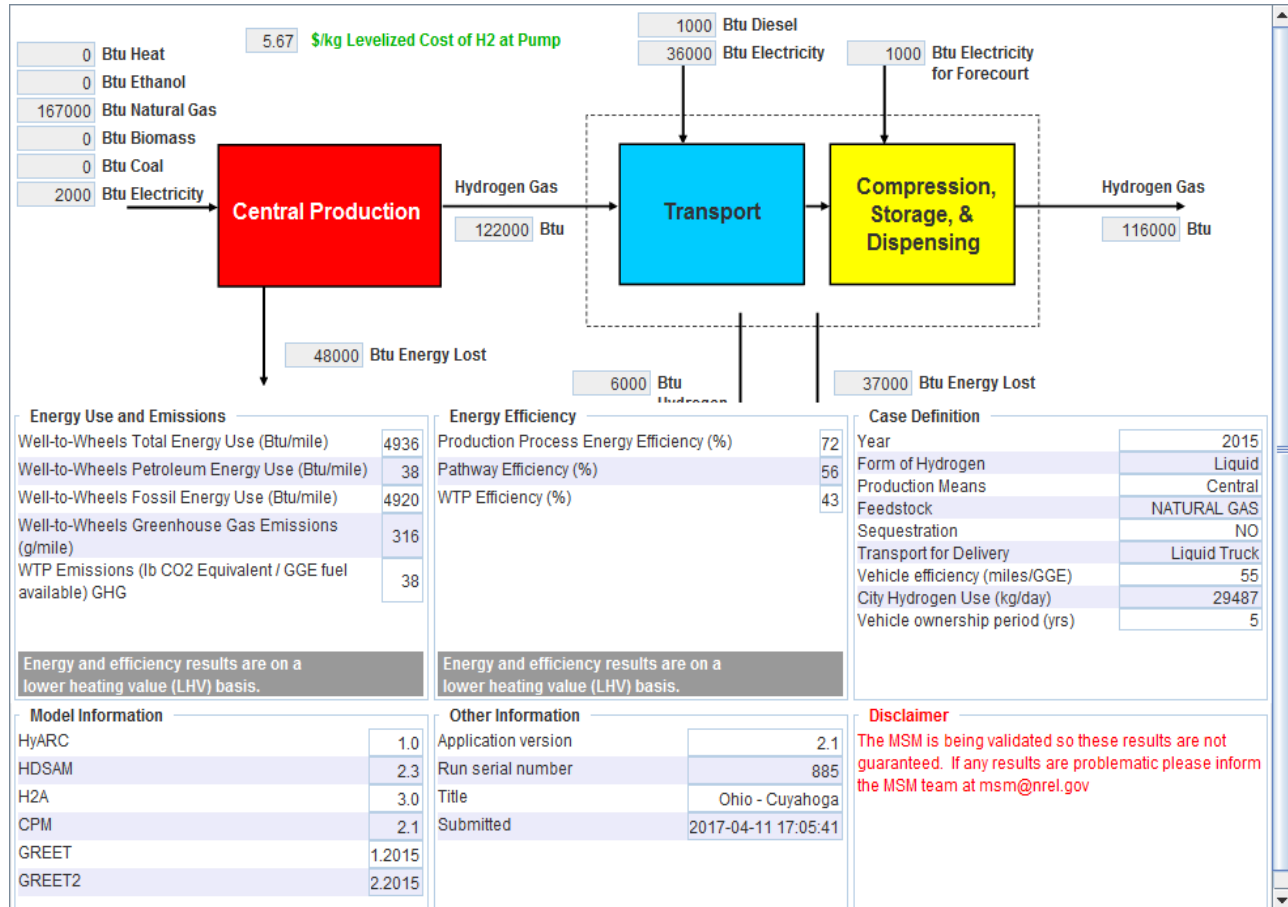 0 Btu Heat
0 Btu Ethanol
167000 Btu Natural Gas
0 Btu Biomass
0 Btu Coal
2000 Btu Electricity
5.67 $/kg Levelized Cost of H2 at Pump
1000 Btu Diesel
36000 Btu Electricity
1000 Btu Electricity
for Forecourt
Central Production
Hydrogen Gas
122000 Btu
Transport
Compression,
Storage, &
Dispensing
Hydrogen Gas
116000 Btu
48000 Btu Energy Lost
6000 Btu
Hydrogen
37000 Btu Energy Lost
Energy Use and Emissions
Well-to-Wheels Total Energy Use (Btu/mile) 4936
Well-to-Wheels Petroleum Energy Use (Btu/mile) 38
Well-to-Wheels Fossil Energy Use (Btu/mile) 4920
Well-to-Wheels Greenhouse Gas Emissions
(g/mile) 316
WTP Emissions (lb CO2 Equivalent / GGE fuel
available) GHG 38
Energy and efficiency results are on a
lower heating value (LHV) basis.
Energy Efficiency
Production Process Energy Efficiency (%) 72
Pathway Efficiency (%) 56
WTP Efficiency (%) 43
Energy and efficiency results are on a
lower heating value (LHV) basis.
Case Definition
Year 2015
Form of Hydrogen Liquid
Production Means Central
Feedstock NATURAL GAS
Sequestration NO
Transport for Delivery Liquid Truck
Vehicle efficiency (miles/GGE) 55
City Hydrogen Use (kg/day) 29487
Vehicle ownership period (yrs) 5
Model Information
HyARC 1.0
HDSAM 2.3
H2A 3.0
CPM 2.1
GREET 1.2015
GREET2 2.2015
Other Information
Application version 2.1
Run serial number 885
Title Ohio - Cuyahoga
Submitted 2017-04-11 17:05:41
Disclaimer
The MSM is being validated so these results are not
guaranteed. If any results are problematic please inform
the MSM team at msm@nrel.gov